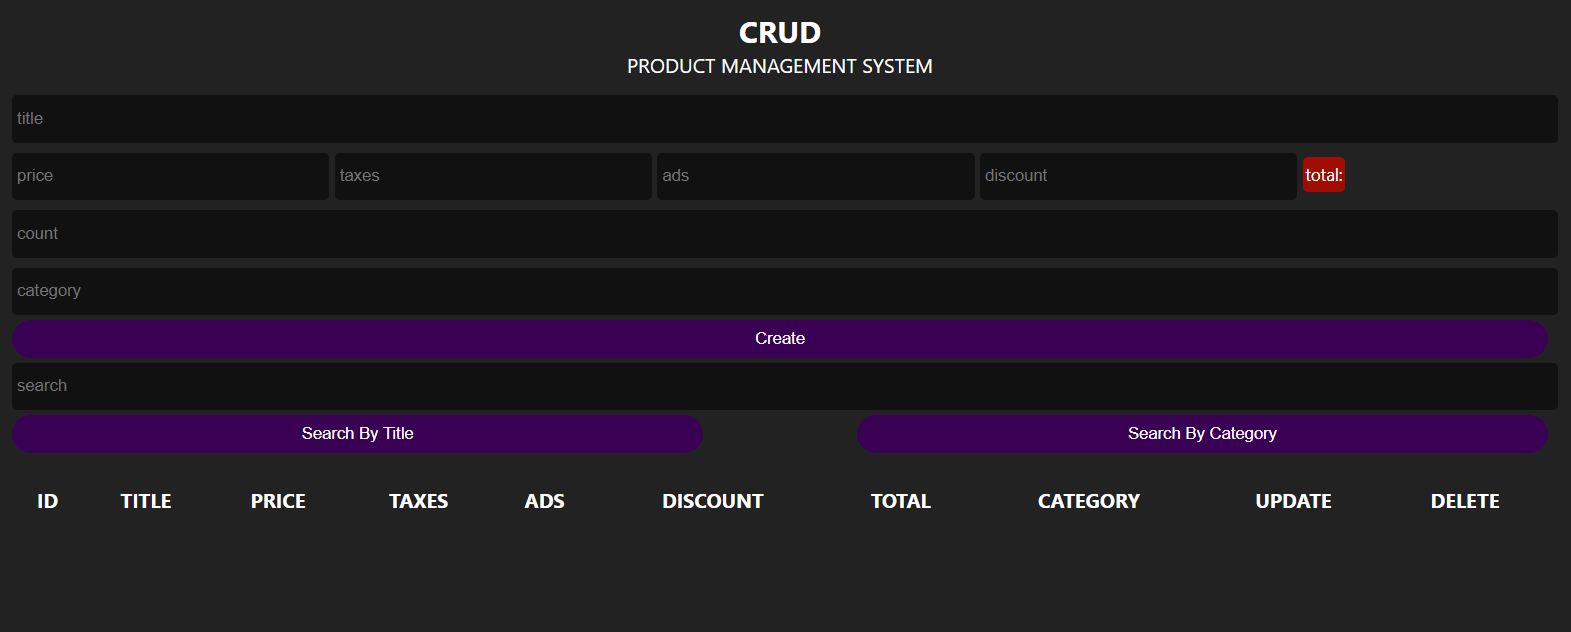 CRUD
PRODUCT MANAGEMENT SYSTEM
title
price taxes ads discount total:
count
category
Create
search
Search By Title Search By Category
ID TITLE PRICE TAXES ADS DISCOUNT TOTAL CATEGORY UPDATE DELETE